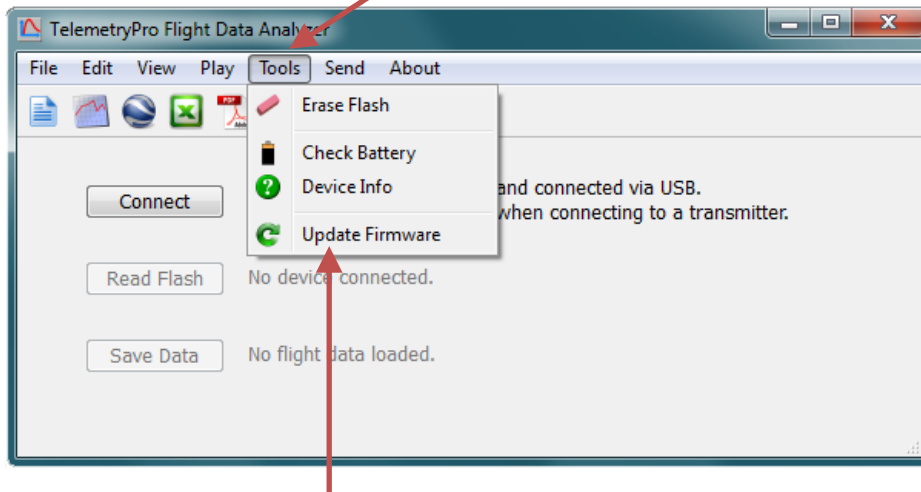 TelemetryPro Flight Data Analyzer
File Edit View Play Tools Send About
PDF
Erase Flash
Check Battery
Device Info
Update Firmware
Connect
and connected via USB.
when connecting to a transmitter.
Read Flash No device connected.
Save Data No flight data loaded.